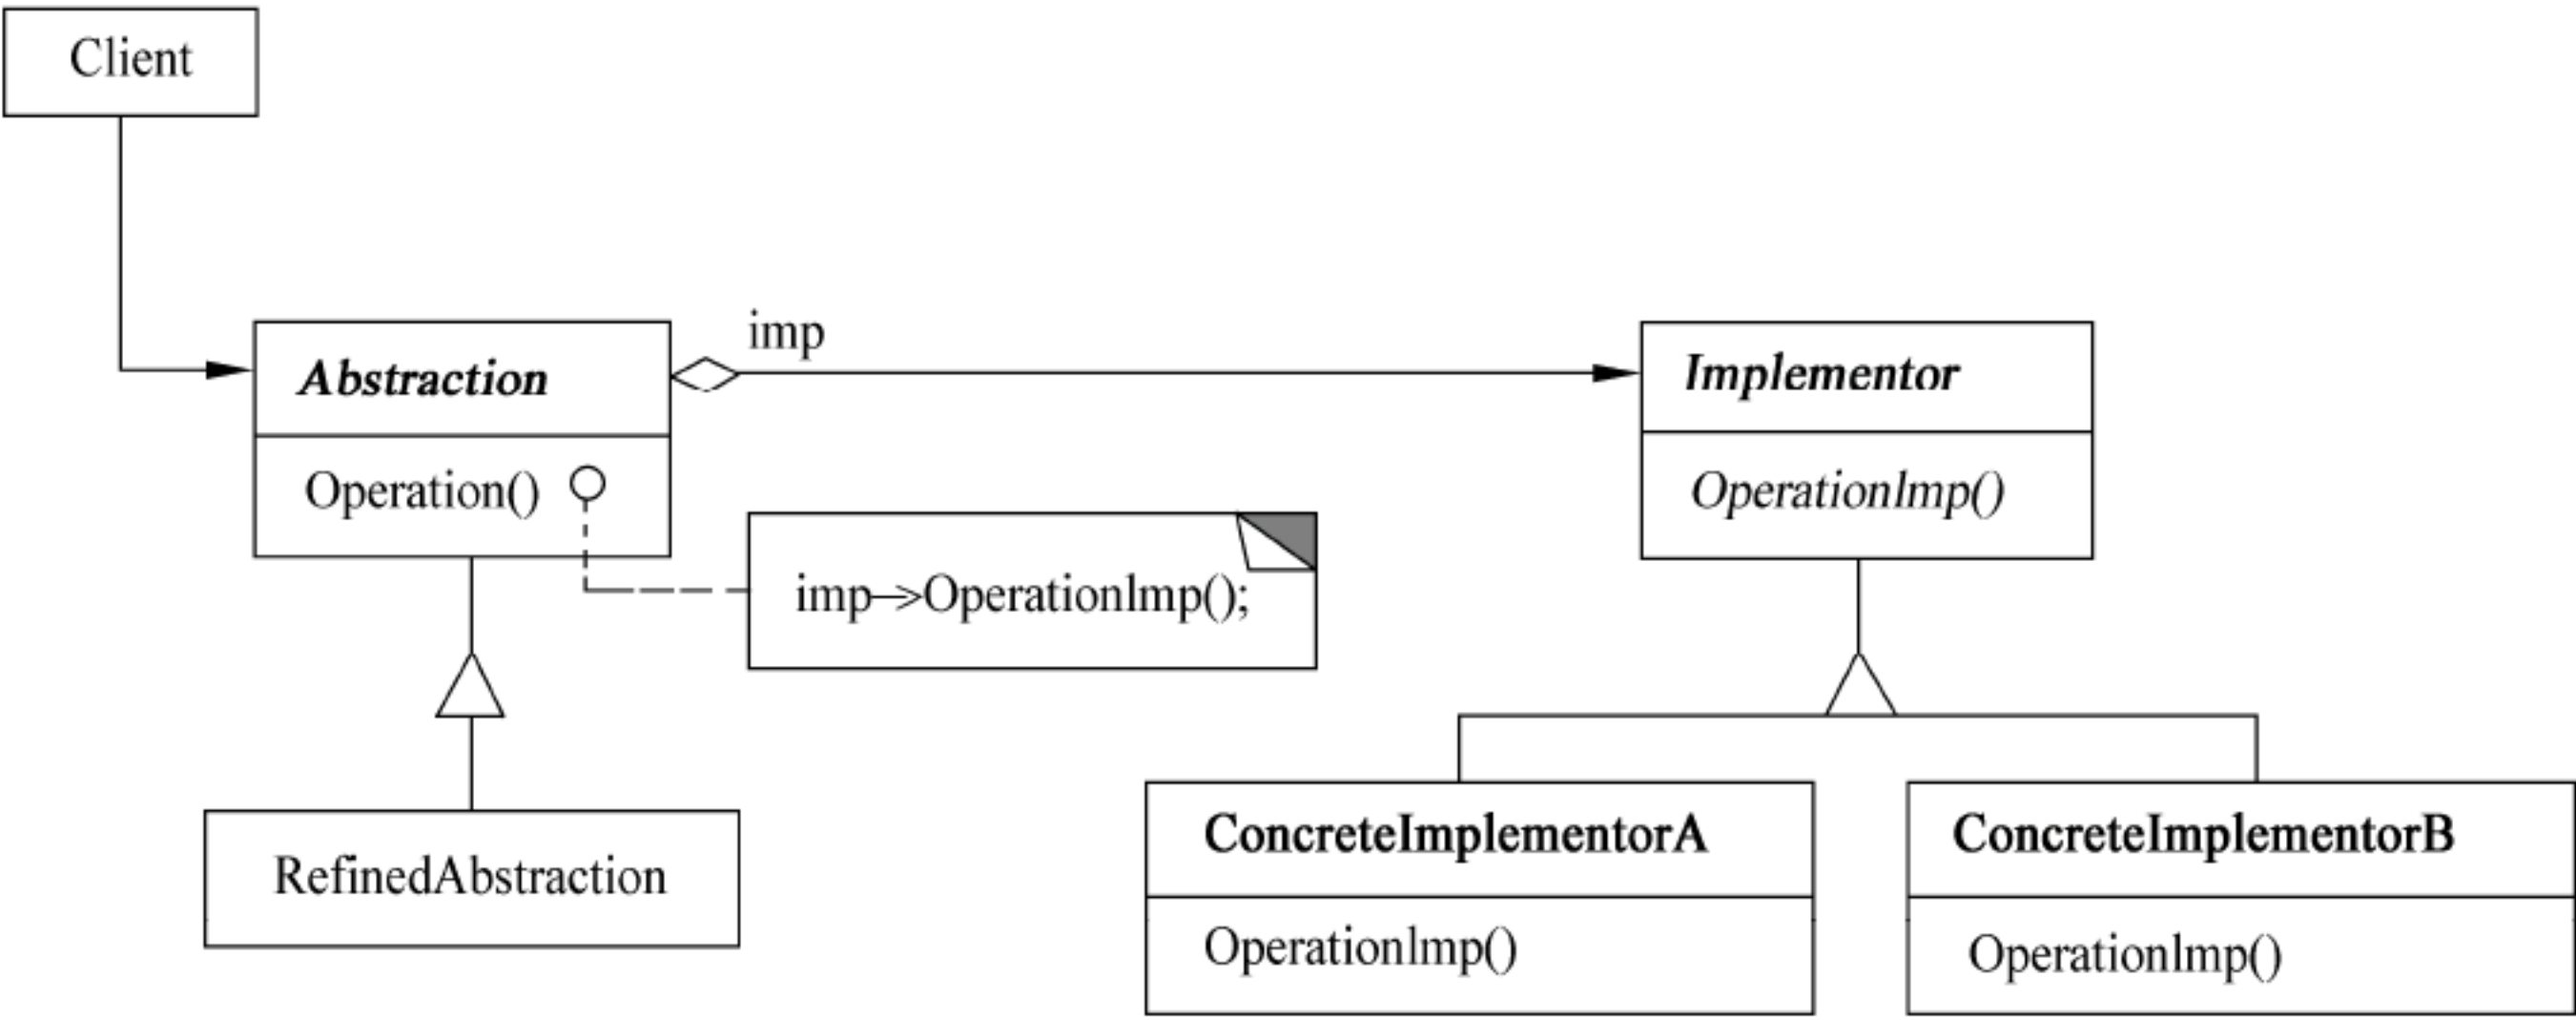 Client
imp
Abstraction
Implementor
Operation()
OperationImp()
imp->OperationImp();
RefinedAbstraction
ConcreteImplementorA
ConcreteImplementorB
OperationImp()
OperationImp()